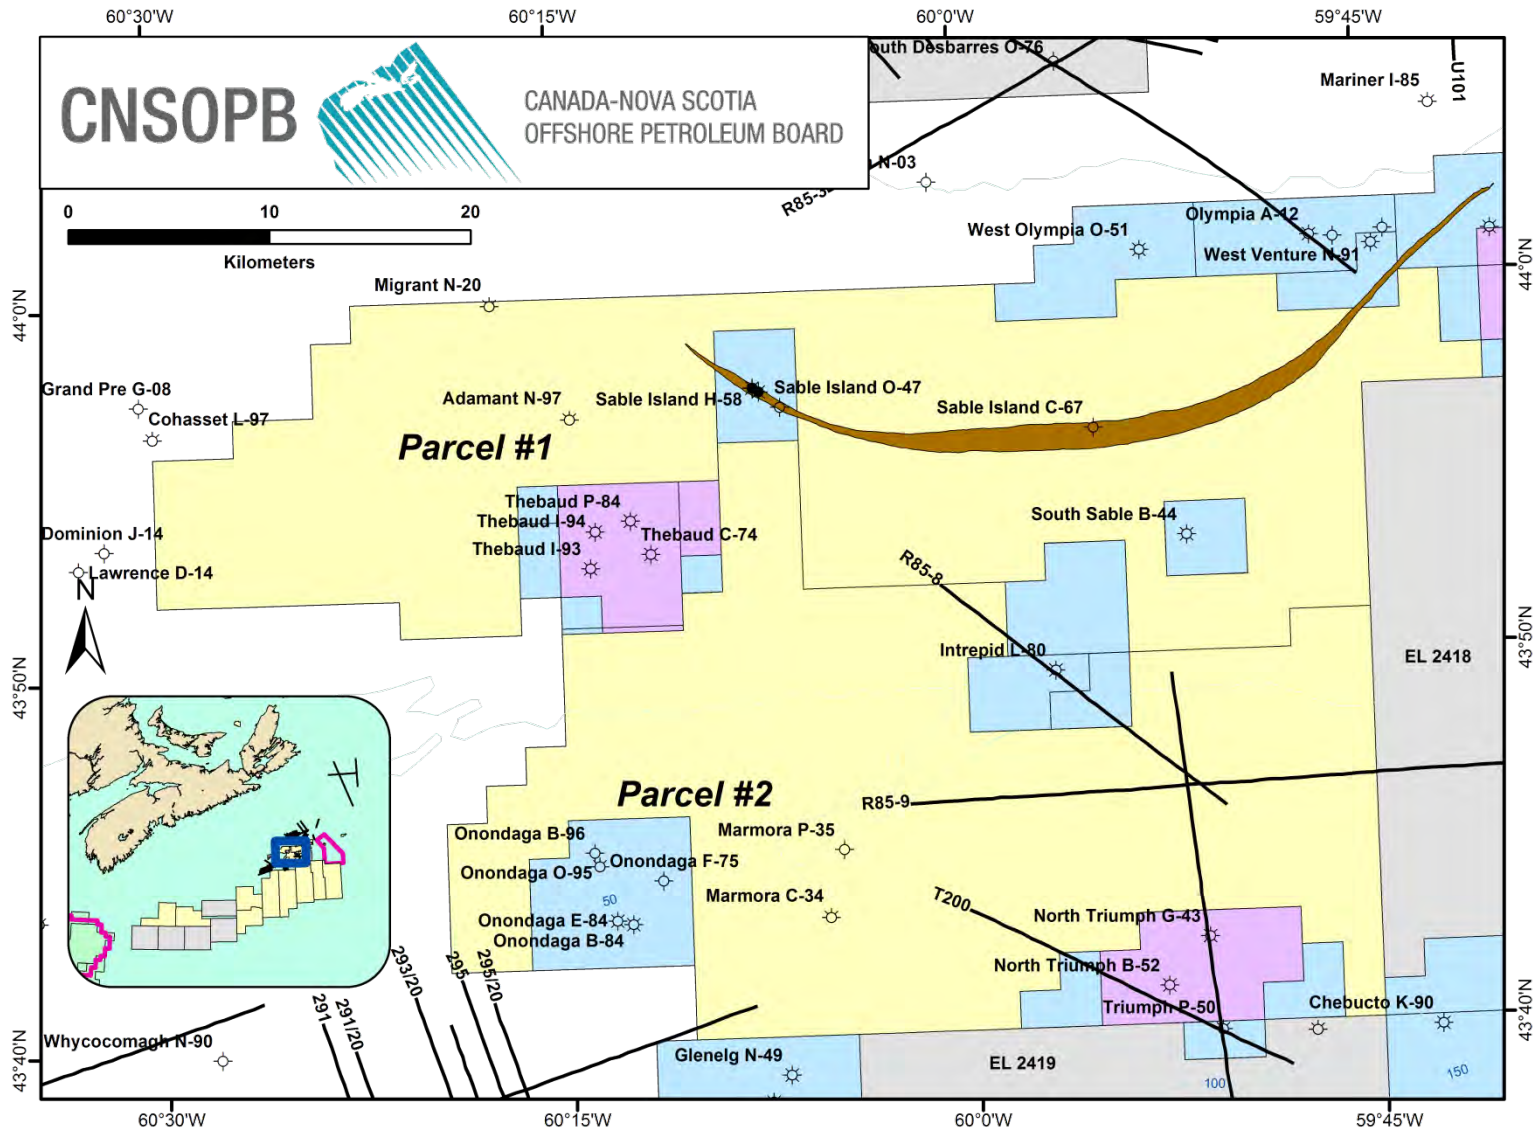 60°30'W
60°15'W
60°0'W
59°45'W
CNSOPB
CANADA-NOVA SCOTIA
OFFSHORE PETROLEUM BOARD
outh Desbarres O-76
Mariner I-85
U101
N-03
R85-3
0
10
20
Kilometers
West Olympia O-51
Olympia A-12
West Venture N-91
44°0'N
Migrant N-20
44°0'N
Grand Pre G-08
Cohasset L-97
Adamant N-97
Sable Island H-58
Sable Island O-47
Sable Island C-67
Parcel #1
Thebaud P-84
Thebaud I-94
Thebaud C-74
Thebaud I-93
South Sable B-44
Dominion J-14
Lawrence D-14
N
R85-8
43°50'N
Intrepid L-80
EL 2418
43°50'N
Parcel #2
R85-9
Onondaga B-96
Marmora P-35
Onondaga F-75
Onondaga O-95
50
Marmora C-34
T200
North Triumph G-43
Onondaga E-84
Onondaga B-84
293/20
295
295/20
North Triumph B-52
Triumph P-50
Chebucto K-90
43°40'N
291
291/20
Whycocomagh N-90
43°40'N
Glenelg N-49
EL 2419
100
150
60°30'W
60°15'W
60°0'W
59°45'W